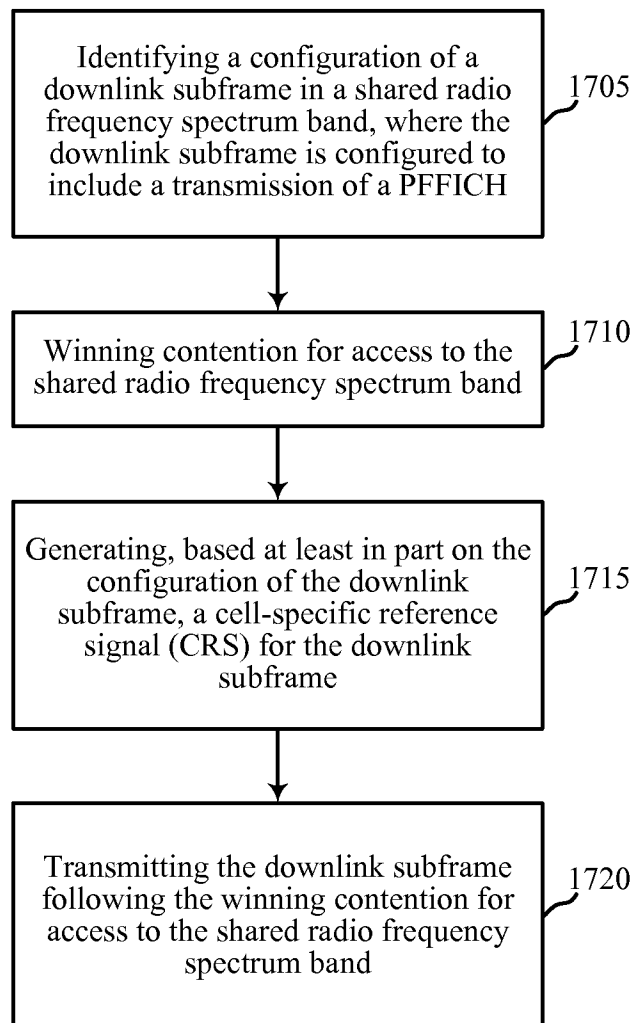 Identifying a configuration of a
downlink subframe in a shared radio
frequency spectrum band, where the
downlink subframe is configured to
include a transmission of a PFFICH
1705
Winning contention for access to the
shared radio frequency spectrum band
1710
Generating, based at least in part on the
configuration of the downlink
subframe, a cell-specific reference
signal (CRS) for the downlink
subframe
1715
Transmitting the downlink subframe
following the winning contention for
access to the shared radio frequency
spectrum band
1720